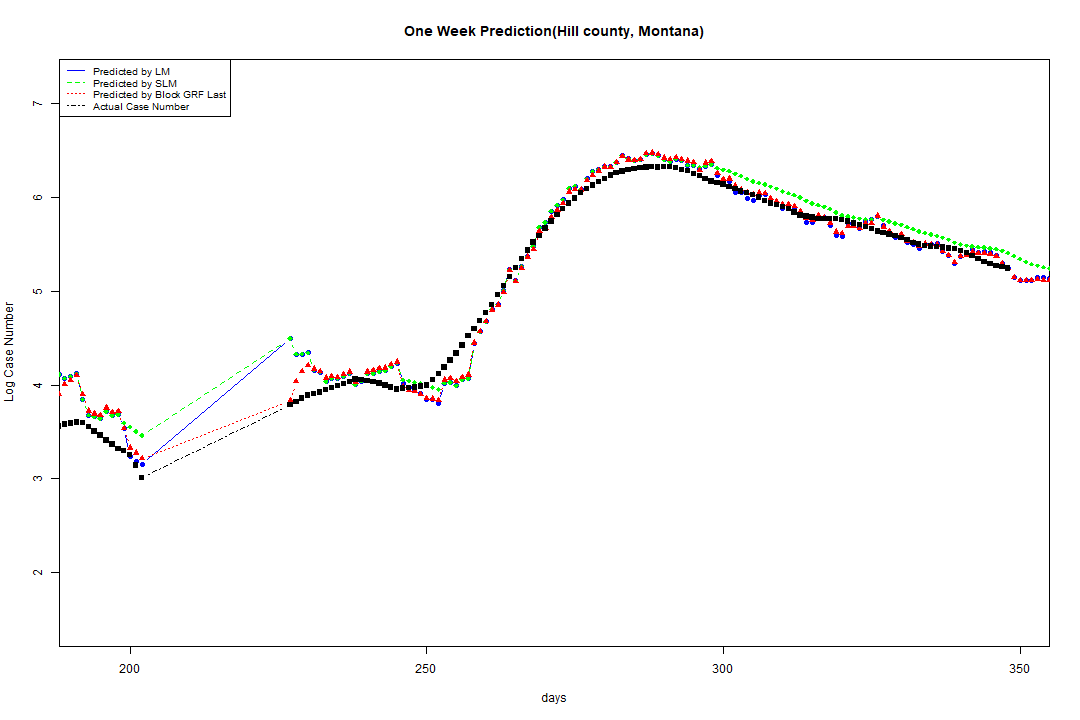 One Week Prediction(Hill county, Montana)
Predicted by LM
Predicted by SLM
Predicted by Block GRF Last
Actual Case Number
7
6
5
4
3
2
Log Case Number
200 250 300 350
days